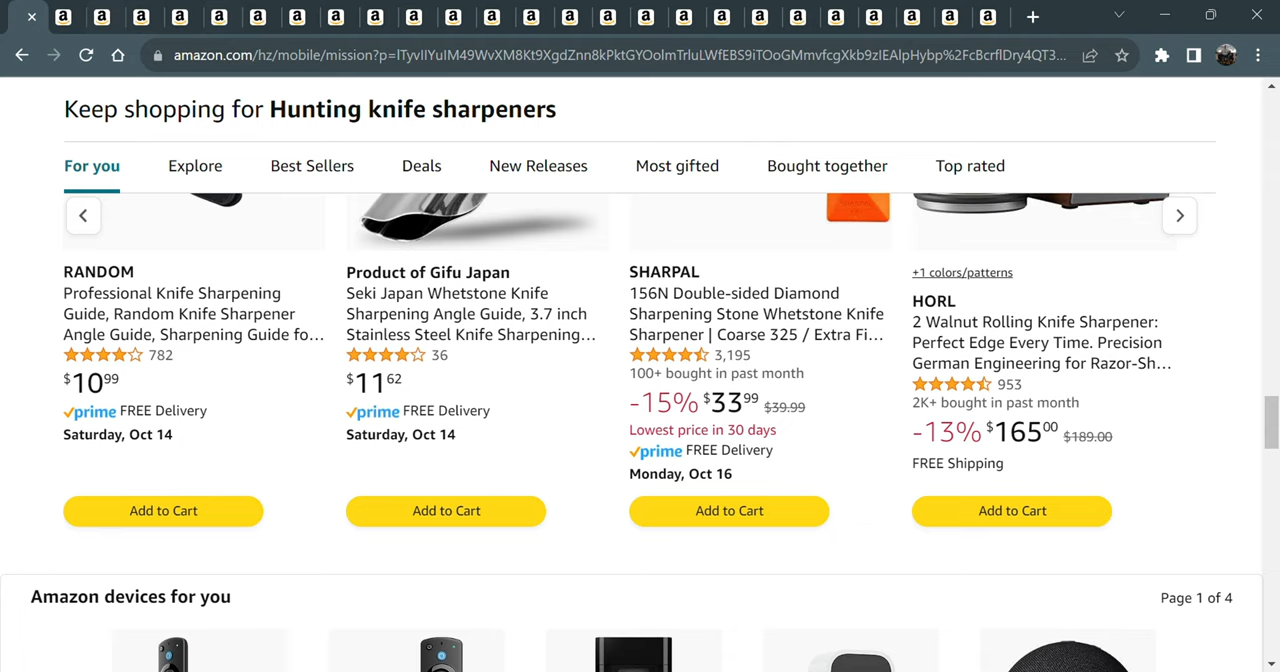 amazon.com/hz/mobile/mission?p=lTyvlIYuIM49WvXM8Kt9XgdZnn8kPktGYOolmTrluLWfEBS9iTOoGMmvfcgXkb9zIEAlpHybp%2FcBcrflDry4QT3...
Keep shopping for Hunting knife sharpeners
For you Explore Best Sellers Deals New Releases Most gifted Bought together Top rated
RANDOM
Professional Knife Sharpening
Guide, Random Knife Sharpener
Angle Guide, Sharpening Guide fo...
782
$10 99
prime FREE Delivery
Saturday, Oct 14
Add to Cart
Product of Gifu Japan
Seki Japan Whetstone Knife
Sharpening Angle Guide, 3.7 inch
Stainless Steel Knife Sharpening...
36
$11 62
prime FREE Delivery
Saturday, Oct 14
Add to Cart
SHARPAL
156N Double-sided Diamond
Sharpening Stone Whetstone Knife
Sharpener | Coarse 325 / Extra Fi...
3,195
100+ bought in past month
-15% $33 99 $39.99
Lowest price in 30 days
prime FREE Delivery
Monday, Oct 16
Add to Cart
+1 colors/patterns
HORL
2 Walnut Rolling Knife Sharpener:
Perfect Edge Every Time. Precision
German Engineering for Razor-Sh...
953
2K+ bought in past month
-13% $165 00 $189.00
FREE Shipping
Add to Cart
Amazon devices for you
Page 1 of 4